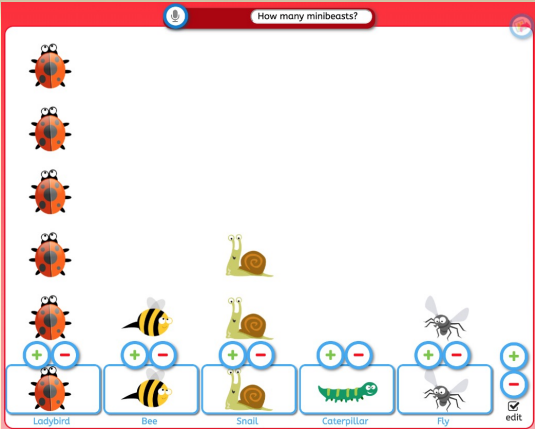 How many minibeasts?
Ladybird
Bee
Snail
Caterpillar
Fly
edit